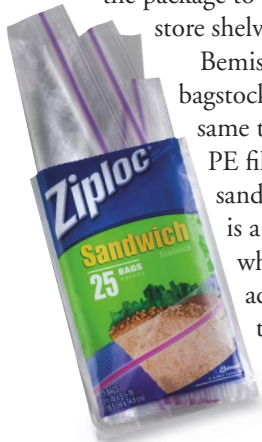 the package to
store shelv
Bemis
bagstock
same t
PE fil
sand
is a
wh
ac
t
Ziploc
Sandwich
25 BAGS